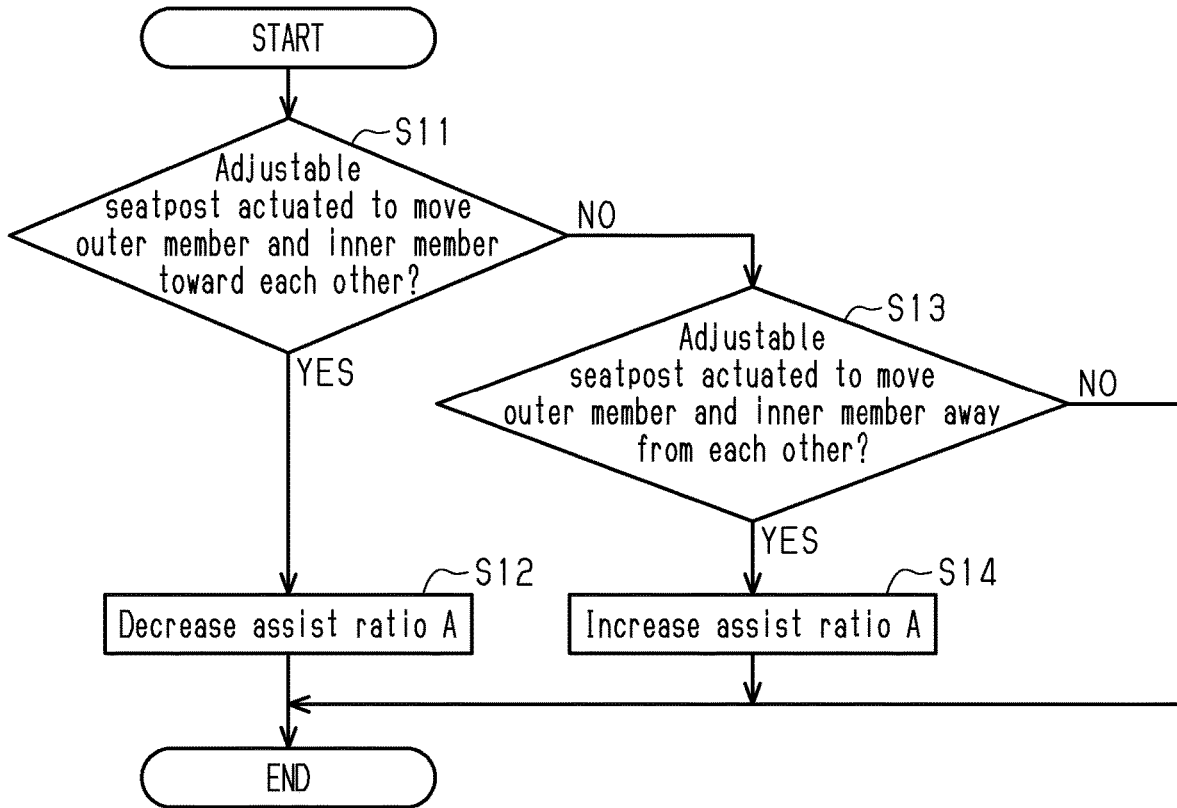 START
S11
Adjustable
seatpost actuated to move
outer member and inner member
toward each other?
NO
YES
S13
Adjustable
seatpost actuated to move
outer member and inner member away
from each other?
NO
YES
S12
Decrease assist ratio A
S14
Increase assist ratio A
END